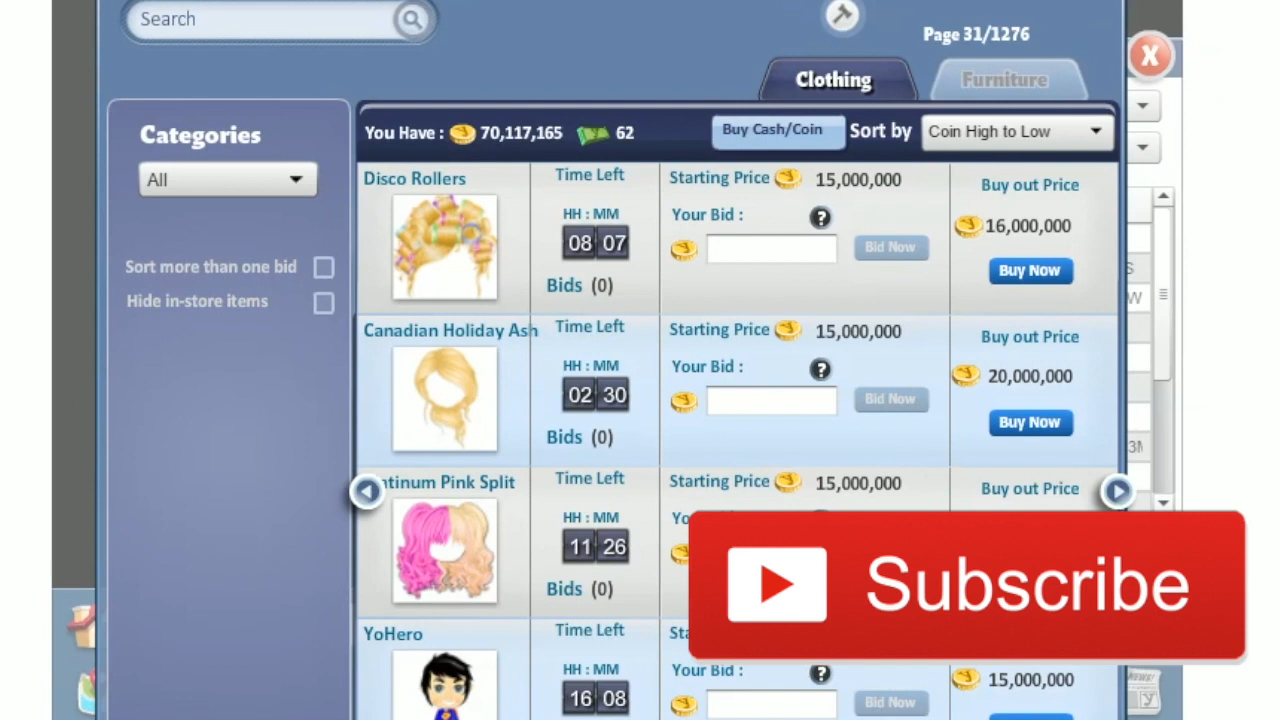 Search
Page 31/1276
Clothing
Furniture
Categories
All
Sort more than one bid
Hide in-store items
You Have : 70,117,165 62
Buy Cash/Coin
Sort by
Coin High to Low
Disco Rollers
Time Left
HH : MM
08 07
Bids (0)
Starting Price 15,000,000
Your Bid :
?
Bid Now
Buy out Price
16,000,000
Buy Now
Canadian Holiday Ash
Time Left
HH : MM
02 30
Bids (0)
Starting Price 15,000,000
Your Bid :
?
Bid Now
Buy out Price
20,000,000
Buy Now
tinum Pink Split
Time Left
HH : MM
11 26
Bids (0)
Starting Price 15,000,000
Buy out Price
Subscribe
YoHero
Time Left
HH : MM
16 08
Your Bid :
?
Bid Now
15,000,000
X